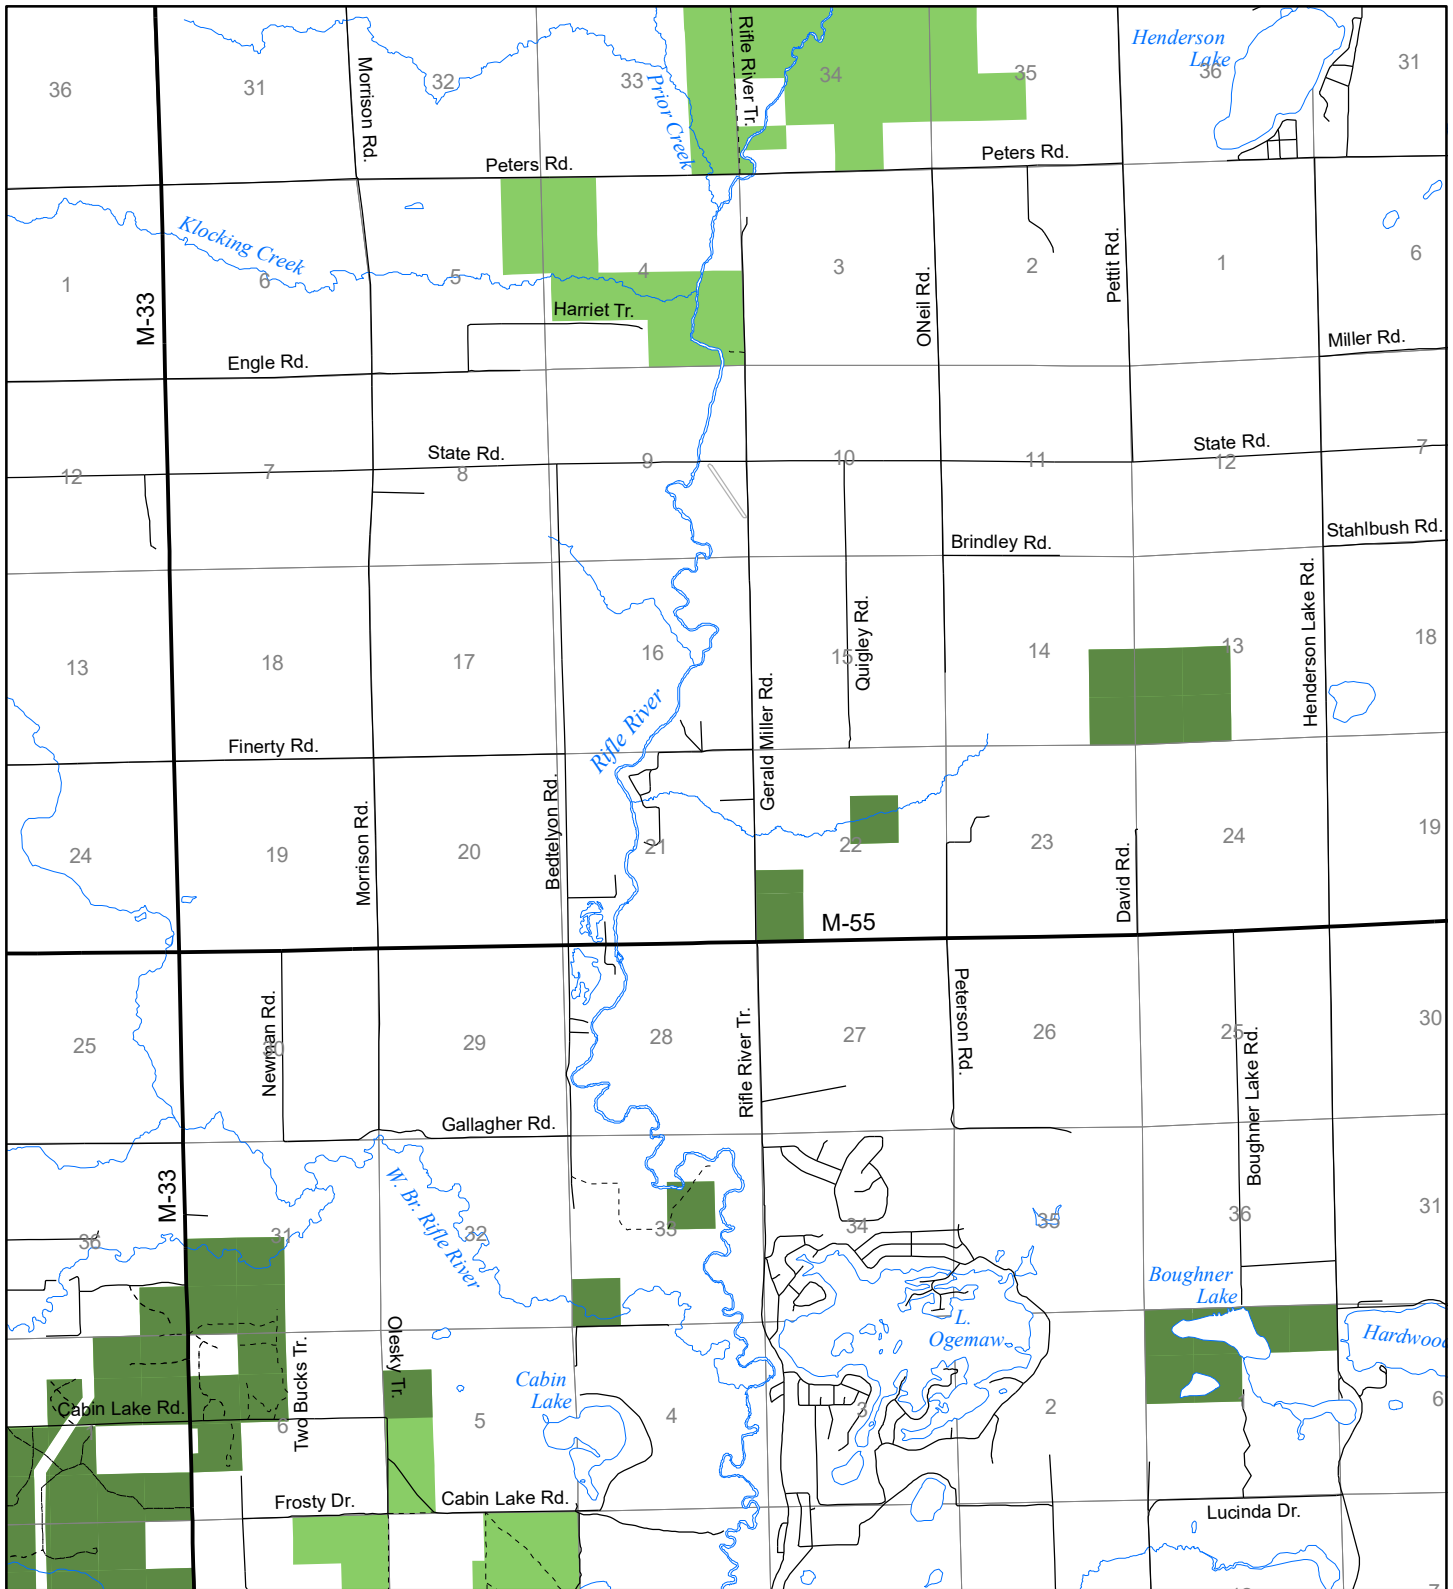 Henderson
Lake
36
31
32
33
34
35
36
31
Morrison Rd.
Prior Creek
Rifle River Tr.
Peters Rd.
Peters Rd.
Klocking Creek
1
6
5
4
3
2
1
6
M-33
Harriet Tr.
ONeil Rd.
Pettit Rd.
Engle Rd.
Miller Rd.
State Rd.
State Rd.
12
7
8
9
10
11
12
7
Brindley Rd.
Stahlbush Rd.
13
18
17
16
15
14
13
18
Quigley Rd.
Henderson Lake Rd.
Rifle River
Finerty Rd.
Gerald Miller Rd.
24
19
20
21
22
23
24
19
Morrison Rd.
Bedtelyon Rd.
David Rd.
M-55
25
30
29
28
27
26
25
30
Newman Rd.
Rifle River Tr.
Peterson Rd.
Boughner Lake Rd.
Gallagher Rd.
M-33
W. Br. Rifle River
36
31
32
33
34
35
36
31
Boughner
Lake
L.
Ogemaw
Hardwoo
Two Bucks Tr.
Olesky Tr.
Cabin
Lake
Cabin Lake Rd.
6
5
4
3
2
6
Frosty Dr.
Cabin Lake Rd.
Lucinda Dr.